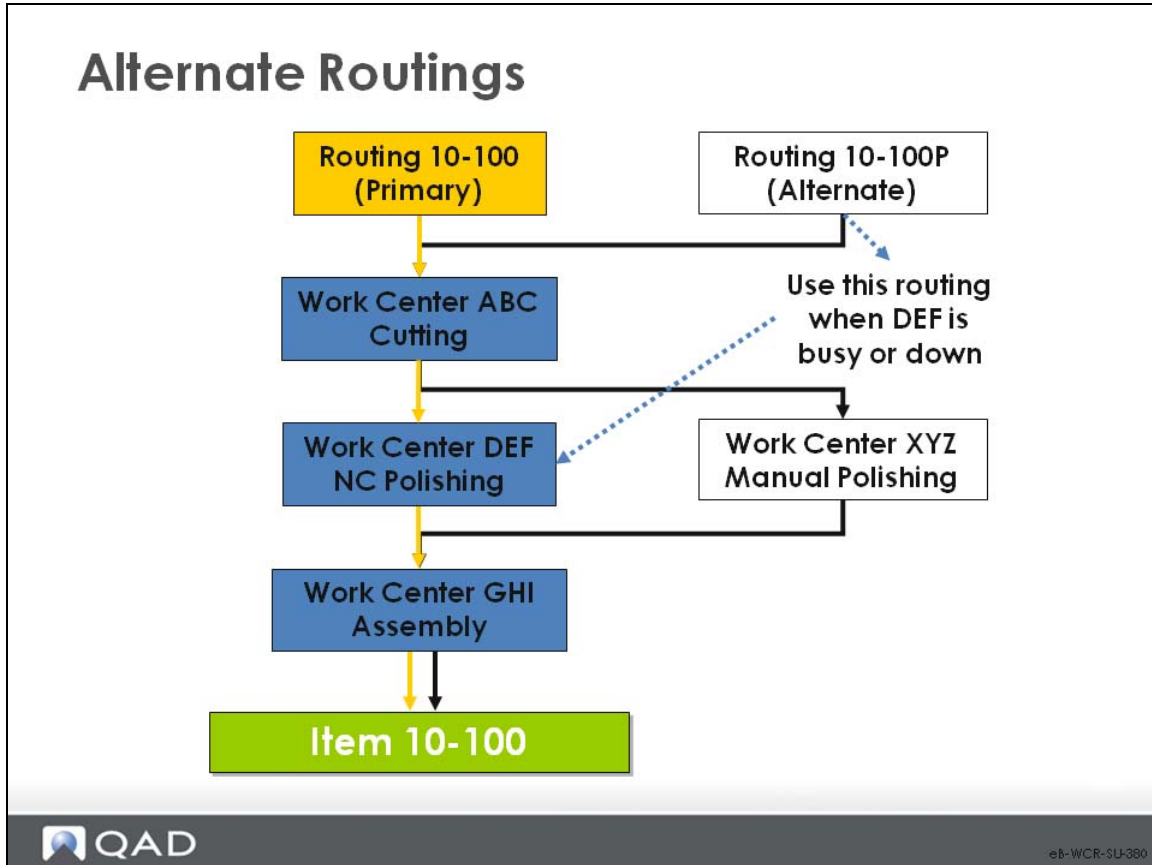 Alternate Routings
Routing 10-100
(Primary)
Routing 10-100P
(Alternate)
Work Center ABC
Cutting
Use this routing
when DEF is
busy or down
Work Center DEF
NC Polishing
Work Center XYZ
Manual Polishing
Work Center GHI
Assembly
Item 10-100
QAD
eB-WCR-SU-380